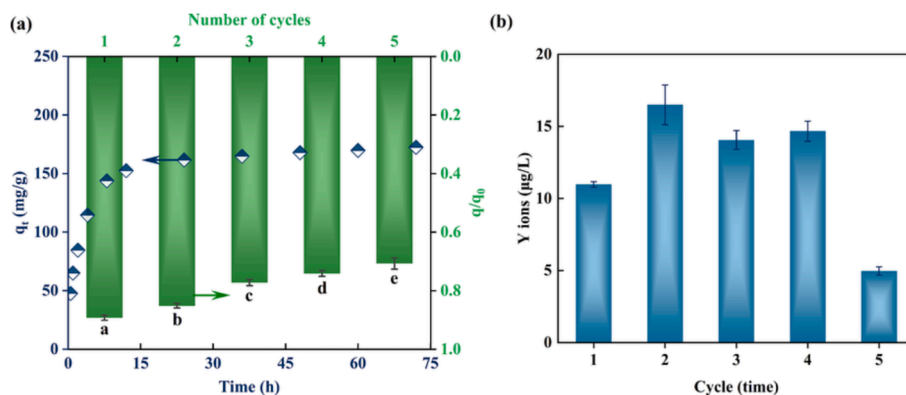 (a)
Number of cycles
1 2 3 4 5
250
200
150
100
50
0
qt (mg/g)
0.0
0.2
0.4
0.6
0.8
1.0
q/q0
a
b
c
d
e
0 15 30 45 60 75
Time (h)
(b)
20
15
10
5
0
Y ions (μg/L)
1 2 3 4 5
Cycle (time)